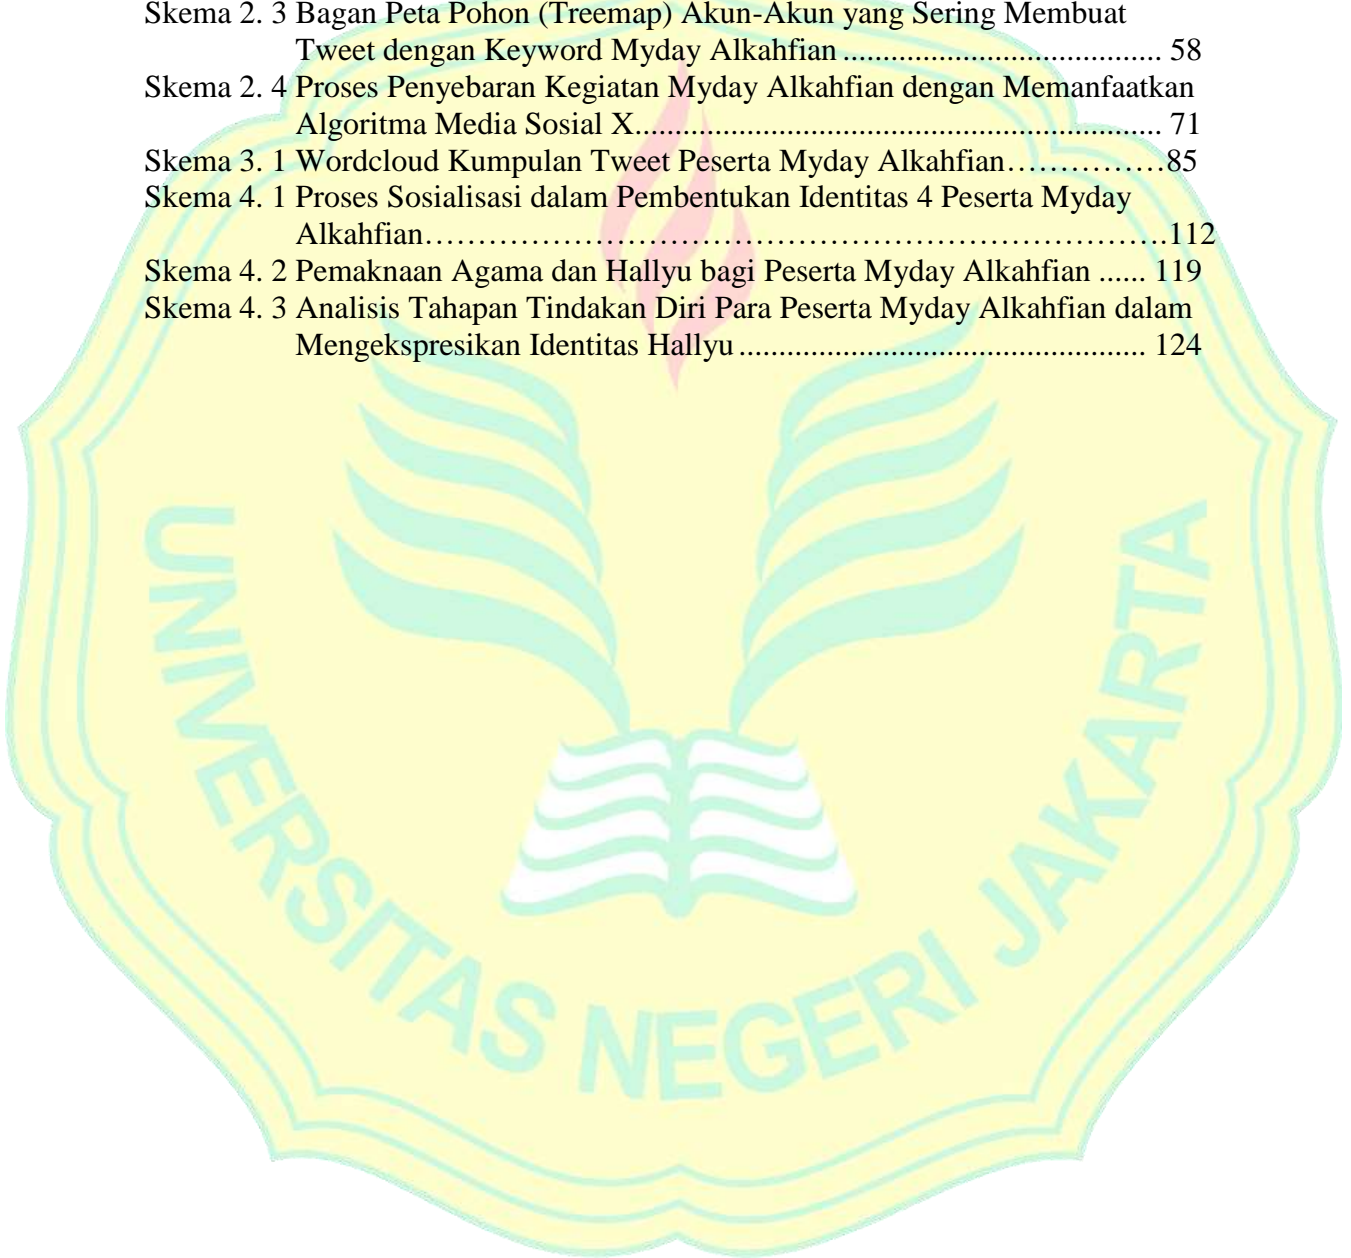 Skema 2. 3 Bagan Peta Pohon (Treemap) Akun-Akun yang Sering Membuat
Tweet dengan Keyword Myday Alkahfian ........................................ 58
Skema 2. 4 Proses Penyebaran Kegiatan Myday Alkahfian dengan Memanfaatkan
Algoritma Media Sosial X.................................................................. 71
Skema 3. 1 Wordcloud Kumpulan Tweet Peserta Myday Alkahfian……………85
Skema 4. 1 Proses Sosialisasi dalam Pembentukan Identitas 4 Peserta Myday
Alkahfian…………………………………………………………….112
Skema 4. 2 Pemaknaan Agama dan Hallyu bagi Peserta Myday Alkahfian ...... 119
Skema 4. 3 Analisis Tahapan Tindakan Diri Para Peserta Myday Alkahfian dalam
Mengekspresikan Identitas Hallyu ................................................... 124
UNIVERSITAS NEGERI JAKARTA